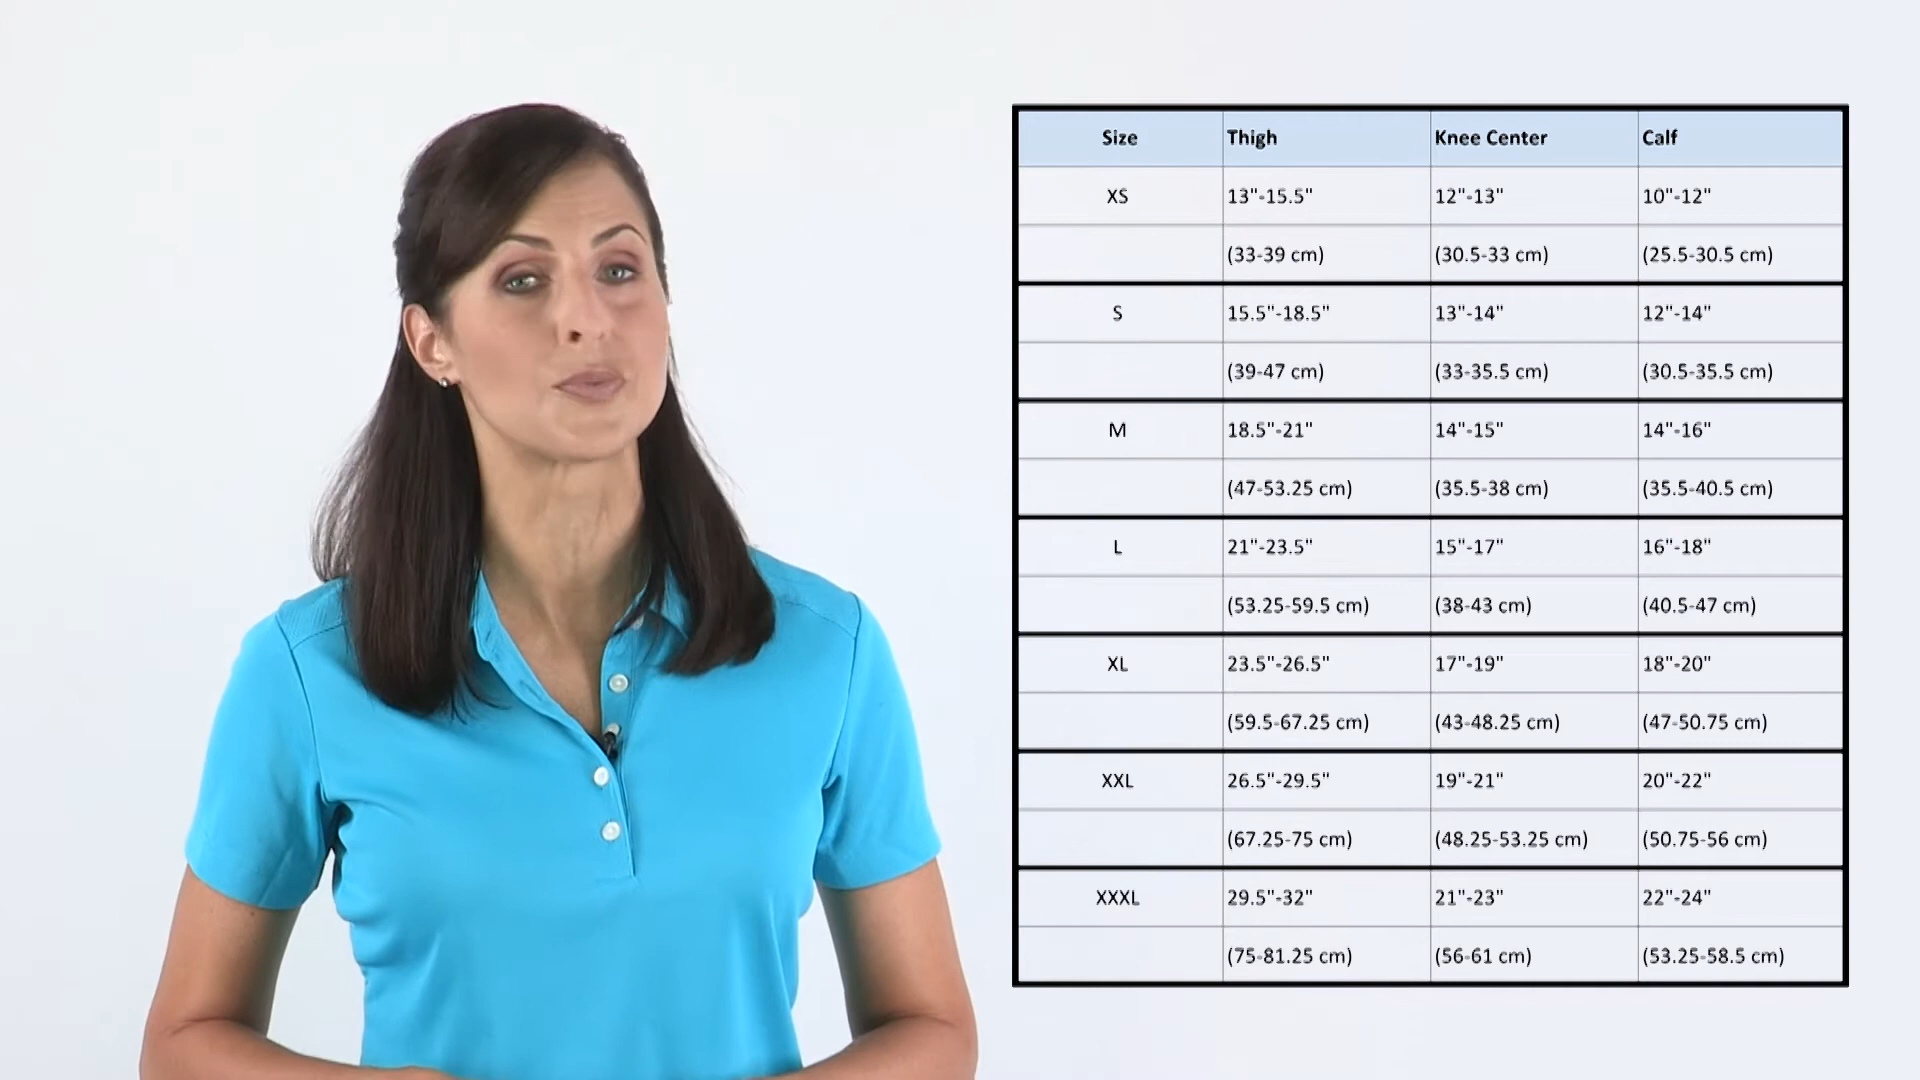 Size Thigh Knee Center Calf
XS 13"-15.5" 12"-13" 10"-12"
(33-39 cm) (30.5-33 cm) (25.5-30.5 cm)
S 15.5"-18.5" 13"-14" 12"-14"
(39-47 cm) (33-35.5 cm) (30.5-35.5 cm)
M 18.5"-21" 14"-15" 14"-16"
(47-53.25 cm) (35.5-38 cm) (35.5-40.5 cm)
L 21"-23.5" 15"-17" 16"-18"
(53.25-59.5 cm) (38-43 cm) (40.5-47 cm)
XL 23.5"-26.5" 17"-19" 18"-20"
(59.5-67.25 cm) (43-48.25 cm) (47-50.75 cm)
XXL 26.5"-29.5" 19"-21" 20"-22"
(67.25-75 cm) (48.25-53.25 cm) (50.75-56 cm)
XXXL 29.5"-32" 21"-23" 22"-24"
(75-81.25 cm) (56-61 cm) (53.25-58.5 cm)